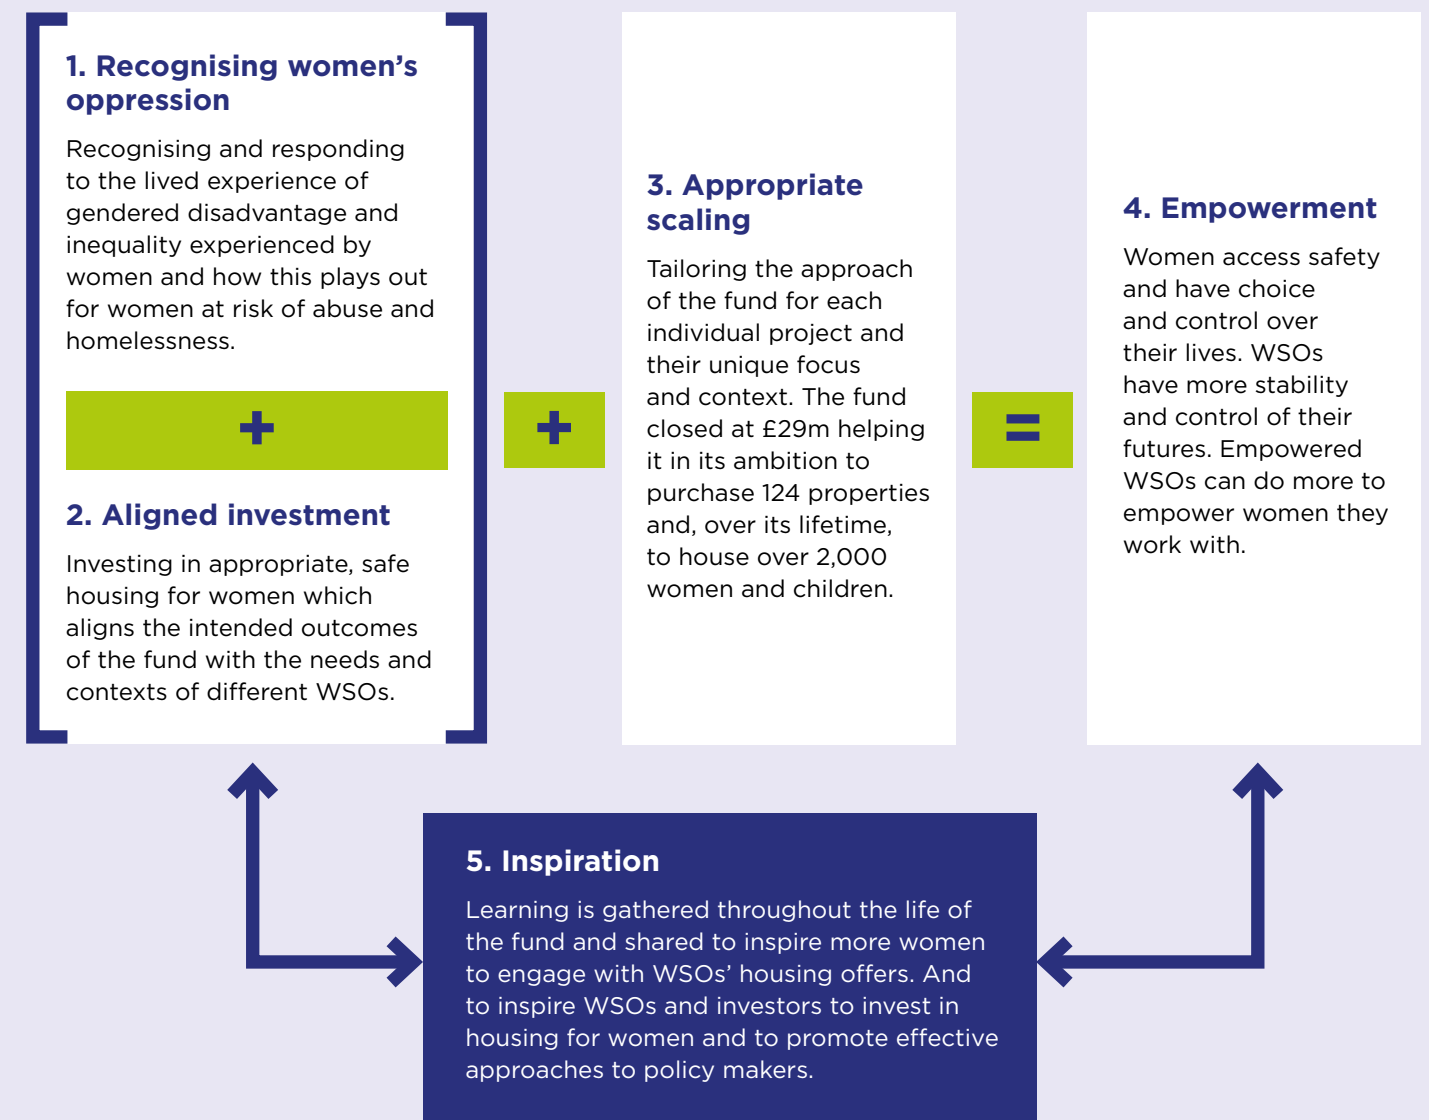 1. Recognising women’s
oppression
Recognising and responding
to the lived experience of
gendered disadvantage and
inequality experienced by
women and how this plays out
for women at risk of abuse and
homelessness.
+
2. Aligned investment
Investing in appropriate, safe
housing for women which
aligns the intended outcomes
of the fund with the needs and
contexts of different WSOs.
+
3. Appropriate
scaling
Tailoring the approach
of the fund for each
individual project and
their unique focus
and context. The fund
closed at £29m helping
it in its ambition to
purchase 124 properties
and, over its lifetime,
to house over 2,000
women and children.
=
4. Empowerment
Women access safety
and have choice
and control over
their lives. WSOs
have more stability
and control of their
futures. Empowered
WSOs can do more to
empower women they
work with.
5. Inspiration
Learning is gathered throughout the life of
the fund and shared to inspire more women
to engage with WSOs’ housing offers. And
to inspire WSOs and investors to invest in
housing for women and to promote effective
approaches to policy makers.